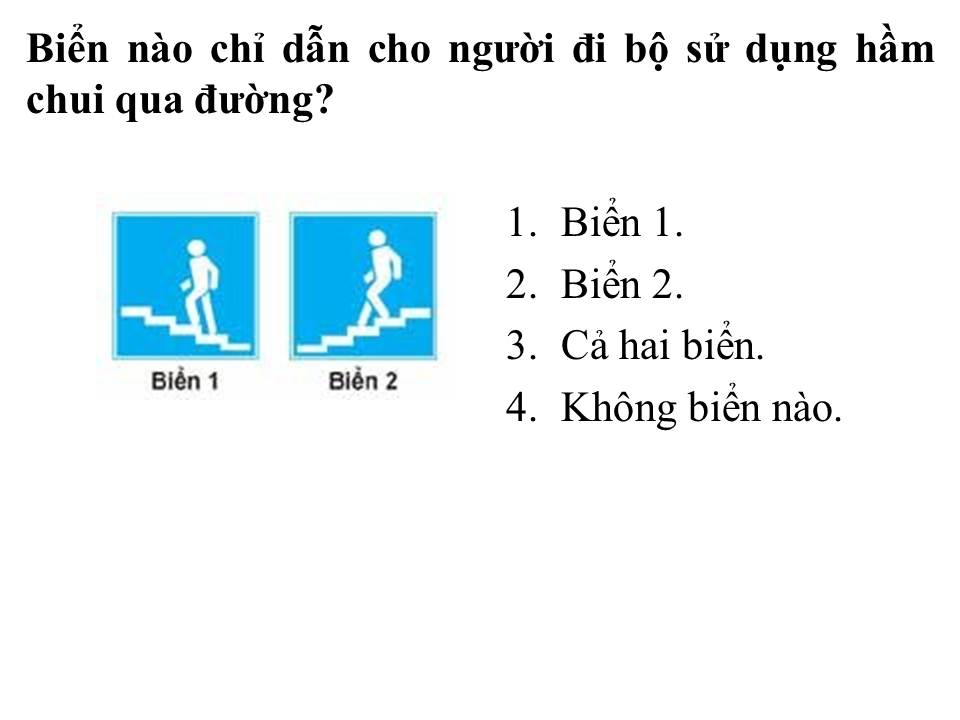 Biển nào chỉ dẫn cho người đi bộ sử dụng hầm
chui qua đường?
1. Biển 1.
2. Biển 2.
3. Cả hai biển.
4. Không biển nào.
Biển 1
Biển 2